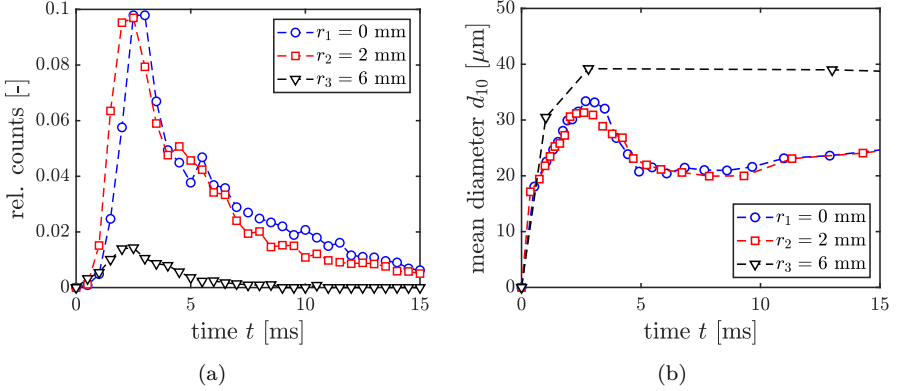 0.1
0.08
0.06
0.04
0.02
0
rel. counts [-]
0 5 10 15
time t [ms]
r₁ = 0 mm
r₂ = 2 mm
r₃ = 6 mm
(a)
50
40
30
20
10
0
mean diameter d₁₀ [μm]
0 5 10 15
time t [ms]
r₁ = 0 mm
r₂ = 2 mm
r₃ = 6 mm
(b)